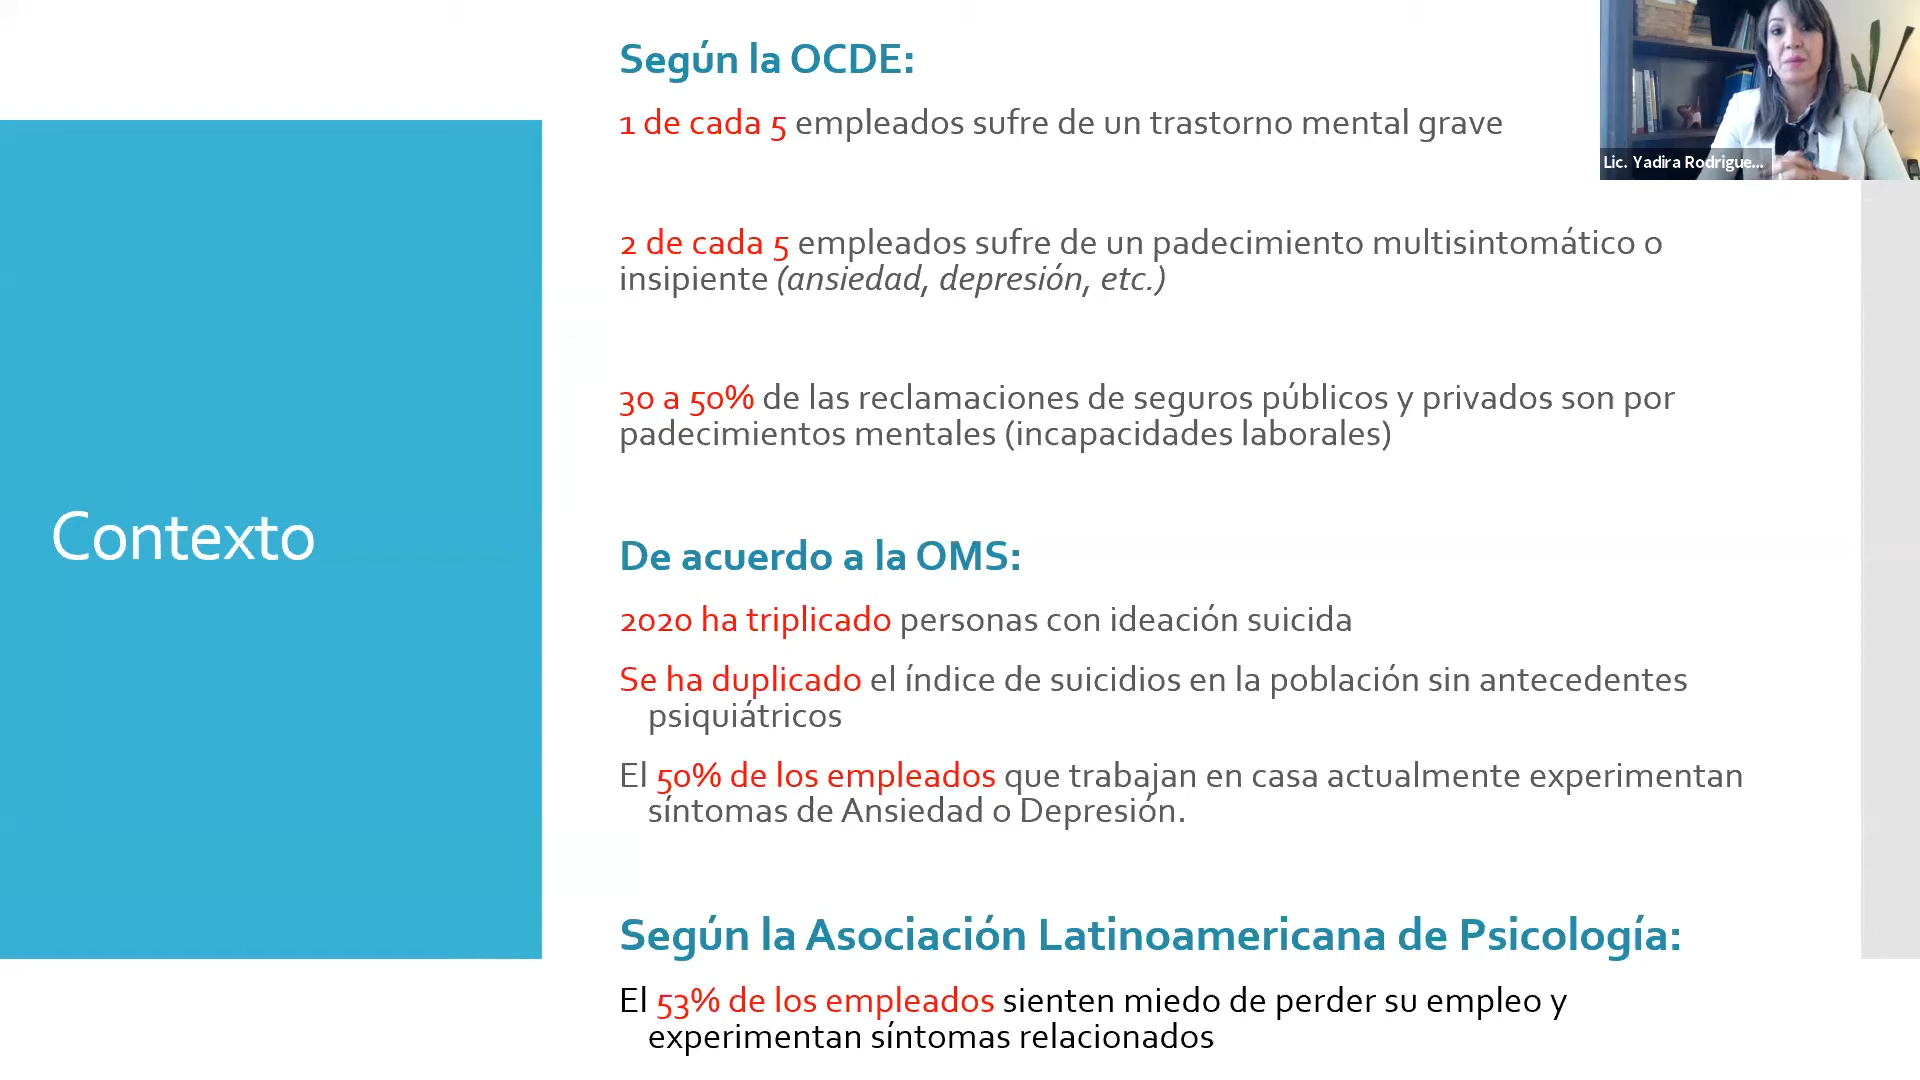 Según la OCDE:
1 de cada 5 empleados sufre de un trastorno mental grave
Lic. Yadira Rodrigue...
2 de cada 5 empleados sufre de un padecimiento multisintomático o
insipiente (ansiedad, depresión, etc.)
30 a 50% de las reclamaciones de seguros públicos y privados son por
padecimientos mentales (incapacidades laborales)
Contexto
De acuerdo a la OMS:
2020 ha triplicado personas con ideación suicida
Se ha duplicado el índice de suicidios en la población sin antecedentes
psiquiátricos
El 50% de los empleados que trabajan en casa actualmente experimentan
síntomas de Ansiedad o Depresión.
Según la Asociación Latinoamericana de Psicología:
El 53% de los empleados sienten miedo de perder su empleo y
experimentan síntomas relacionados